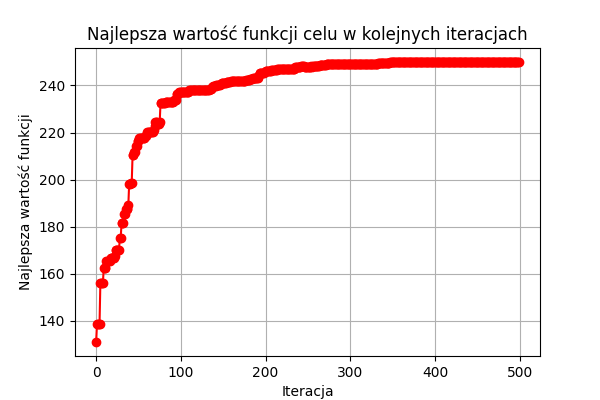 Najlepsza wartość funkcji celu w kolejnych iteracjach
Najlepsza wartość funkcji
240
220
200
180
160
140
0 100 200 300 400 500
Iteracja